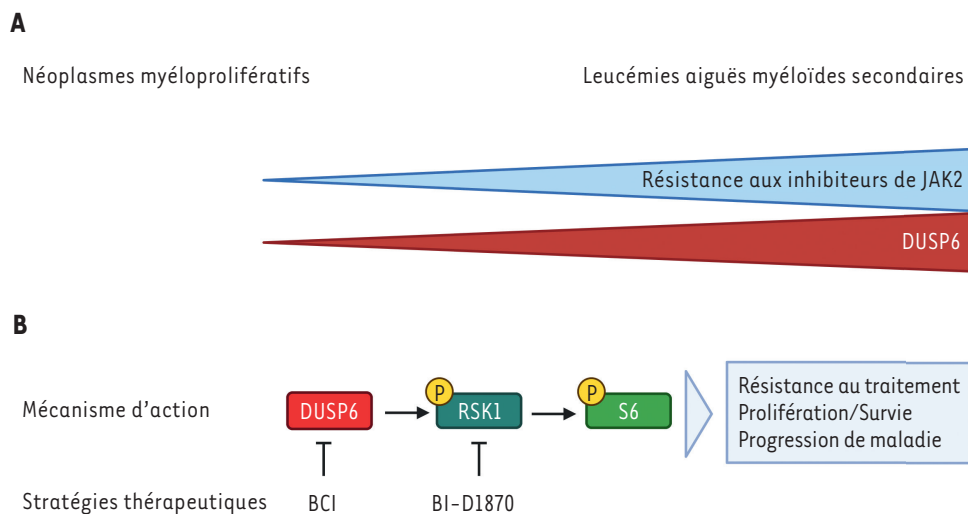 A
Néoplasmes myéloprolifératifs
Leucémies aiguës myéloïdes secondaires
Résistance aux inhibiteurs de JAK2
DUSP6
B
Mécanisme d'action
DUSP6
P
RSK1
P
S6
Résistance au traitement
Prolifération/Survie
Progression de maladie
Stratégies thérapeutiques
BCI
BI-D1870